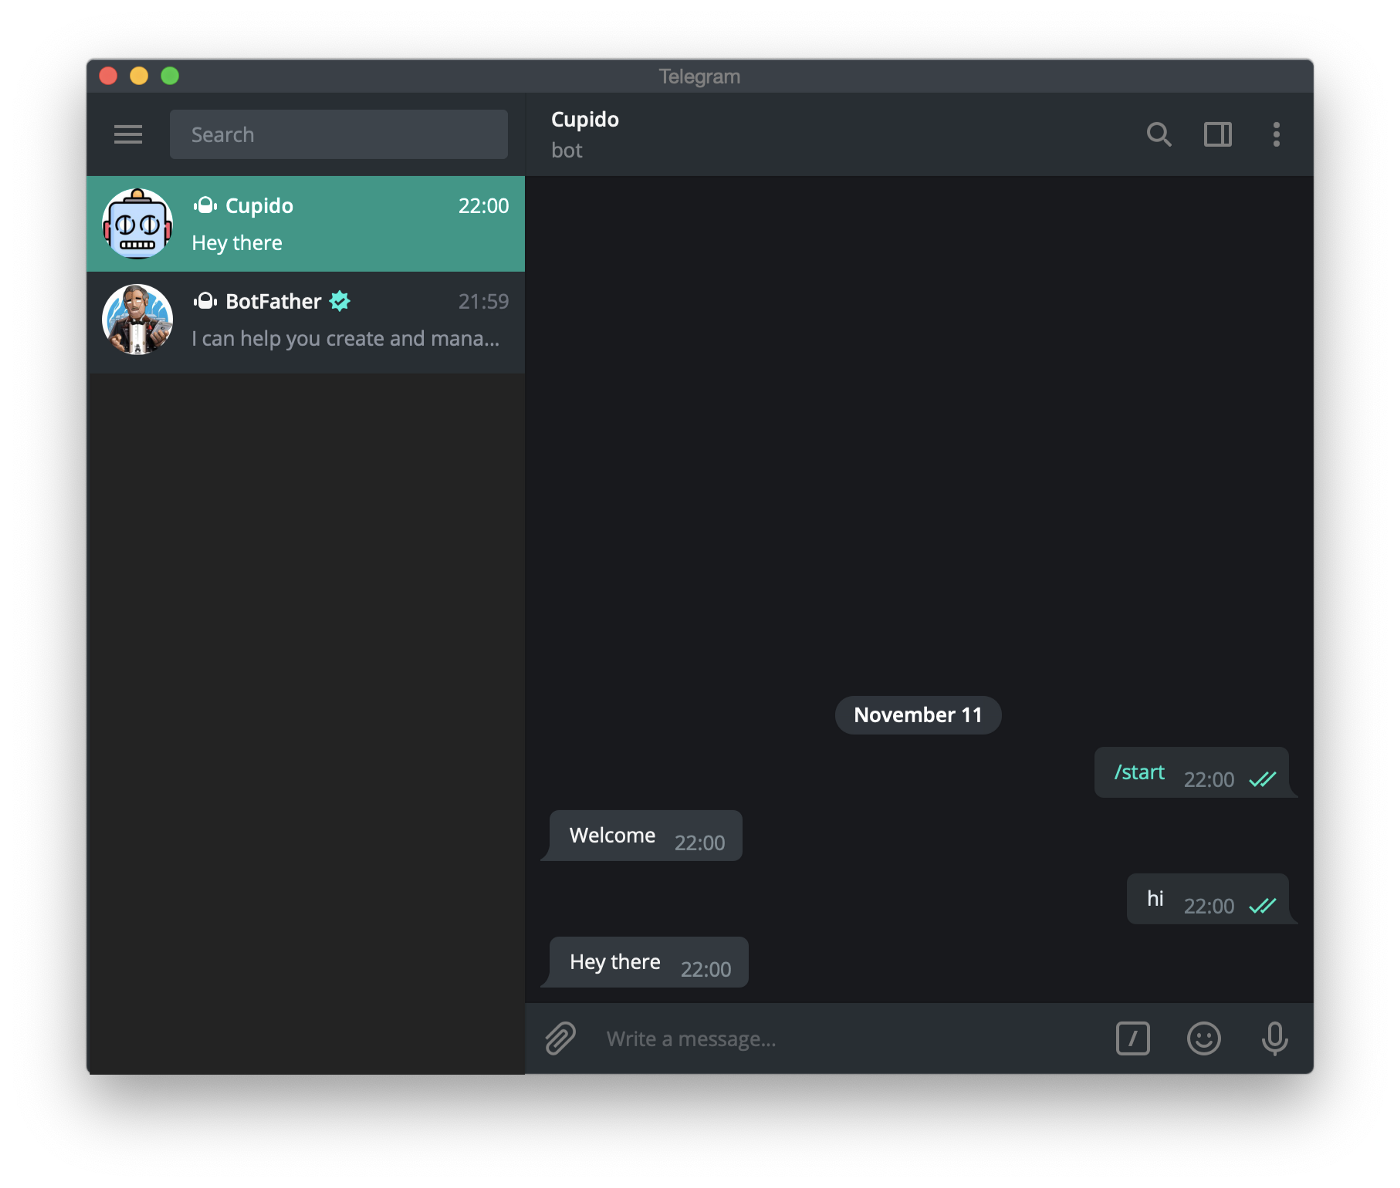 Telegram
Search
Cupido 22:00
Hey there
BotFather 21:59
I can help you create and mana...
Cupido
bot
November 11
/start 22:00
Welcome 22:00
hi 22:00
Hey there 22:00
Write a message...
/